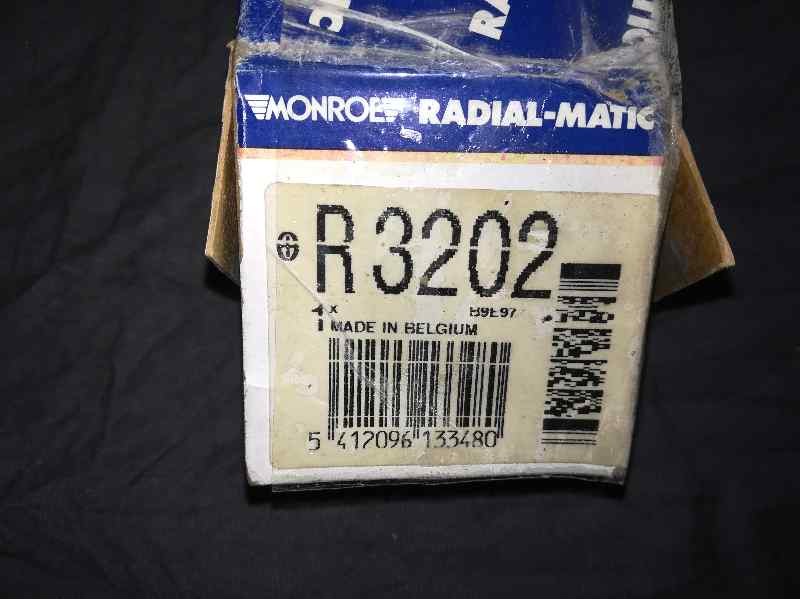 MONROE RADIAL-MATIC
R 3202
1 x B9E97
MADE IN BELGIUM
5 412096 133480